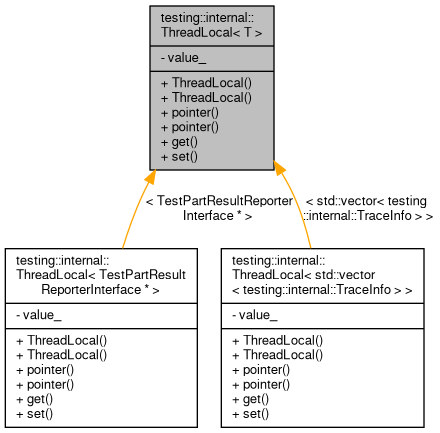 testing::internal::
ThreadLocal< T >
- value_
+ ThreadLocal()
+ ThreadLocal()
+ pointer()
+ pointer()
+ get()
+ set()
< TestPartResultReporter
Interface * >
< std::vector< testing
::internal::TraceInfo > >
testing::internal::
ThreadLocal< TestPartResult
ReporterInterface * >
- value_
+ ThreadLocal()
+ ThreadLocal()
+ pointer()
+ pointer()
+ get()
+ set()
testing::internal::
ThreadLocal< std::vector
< testing::internal::TraceInfo > >
- value_
+ ThreadLocal()
+ ThreadLocal()
+ pointer()
+ pointer()
+ get()
+ set()